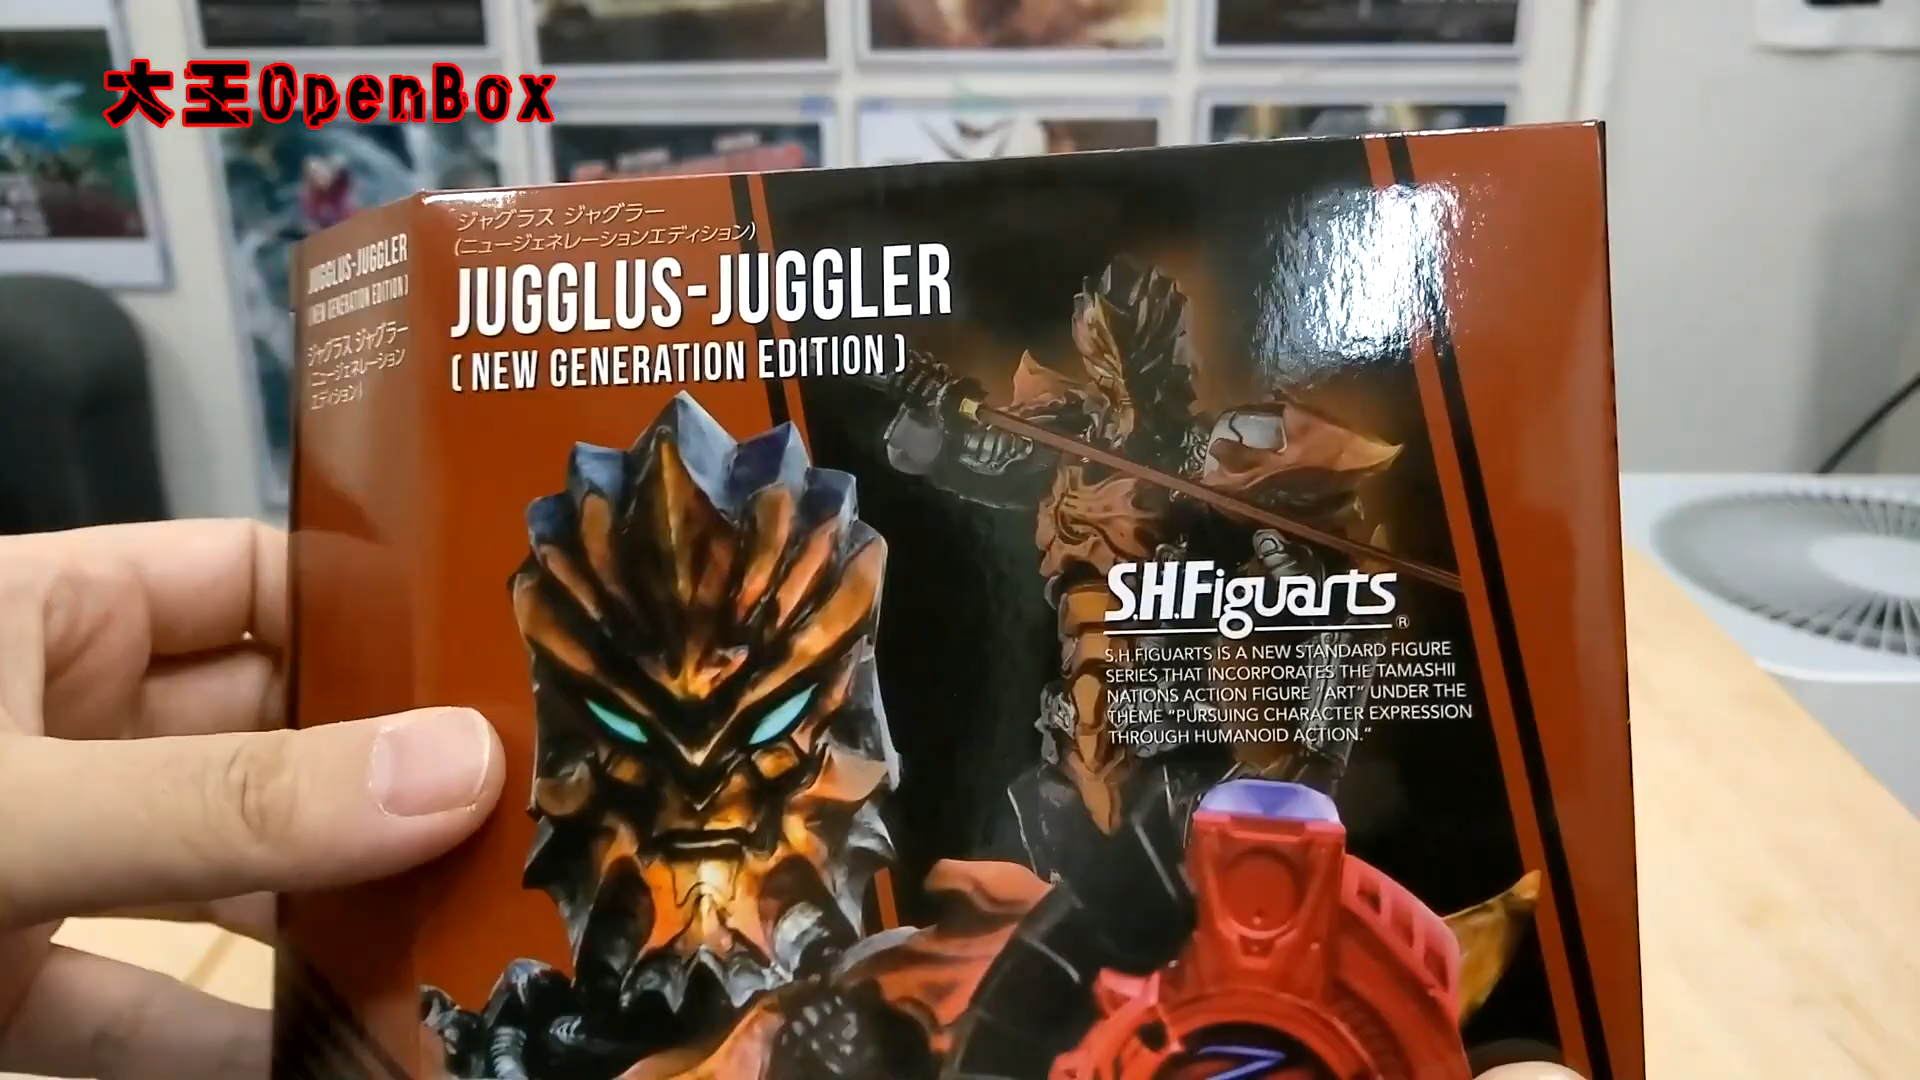 大王OpenBox
ジャグラス ジャグラー
(ニュージェネレーションエディション)
JUGGLUS-JUGGLER
( NEW GENERATION EDITION )
JUGGLUS-JUGGLER
(NEW GENERATION EDITION)
ジャグラス ジャグラー
(ニュージェネレーション
エディション)
S.H.Figuarts
®
S.H.FIGUARTS IS A NEW STANDARD FIGURE
SERIES THAT INCORPORATES THE TAMASHII
NATIONS ACTION FIGURE "ART" UNDER THE
THEME "PURSUING CHARACTER EXPRESSION
THROUGH HUMANOID ACTION."